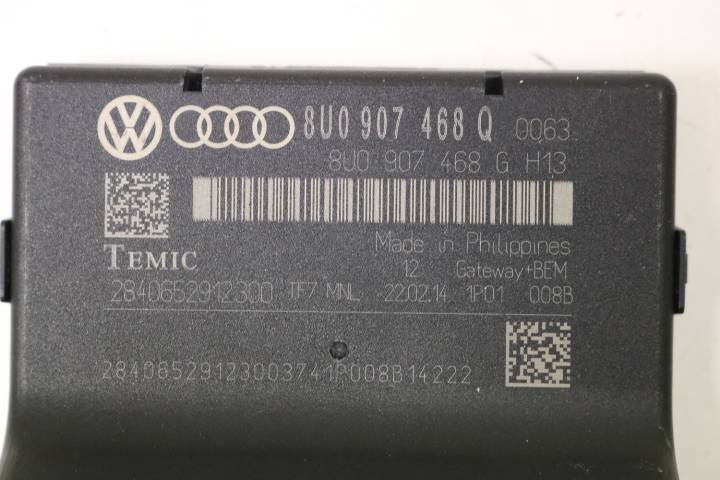 8U0 907 468 Q 0063
8U0 907 468 G H13
TEMIC
Made in Philippines
12 Gateway+BEM
2840652912300 TF7 MNL 22.02.14 1P01 008B
28406529123003741P008B14222